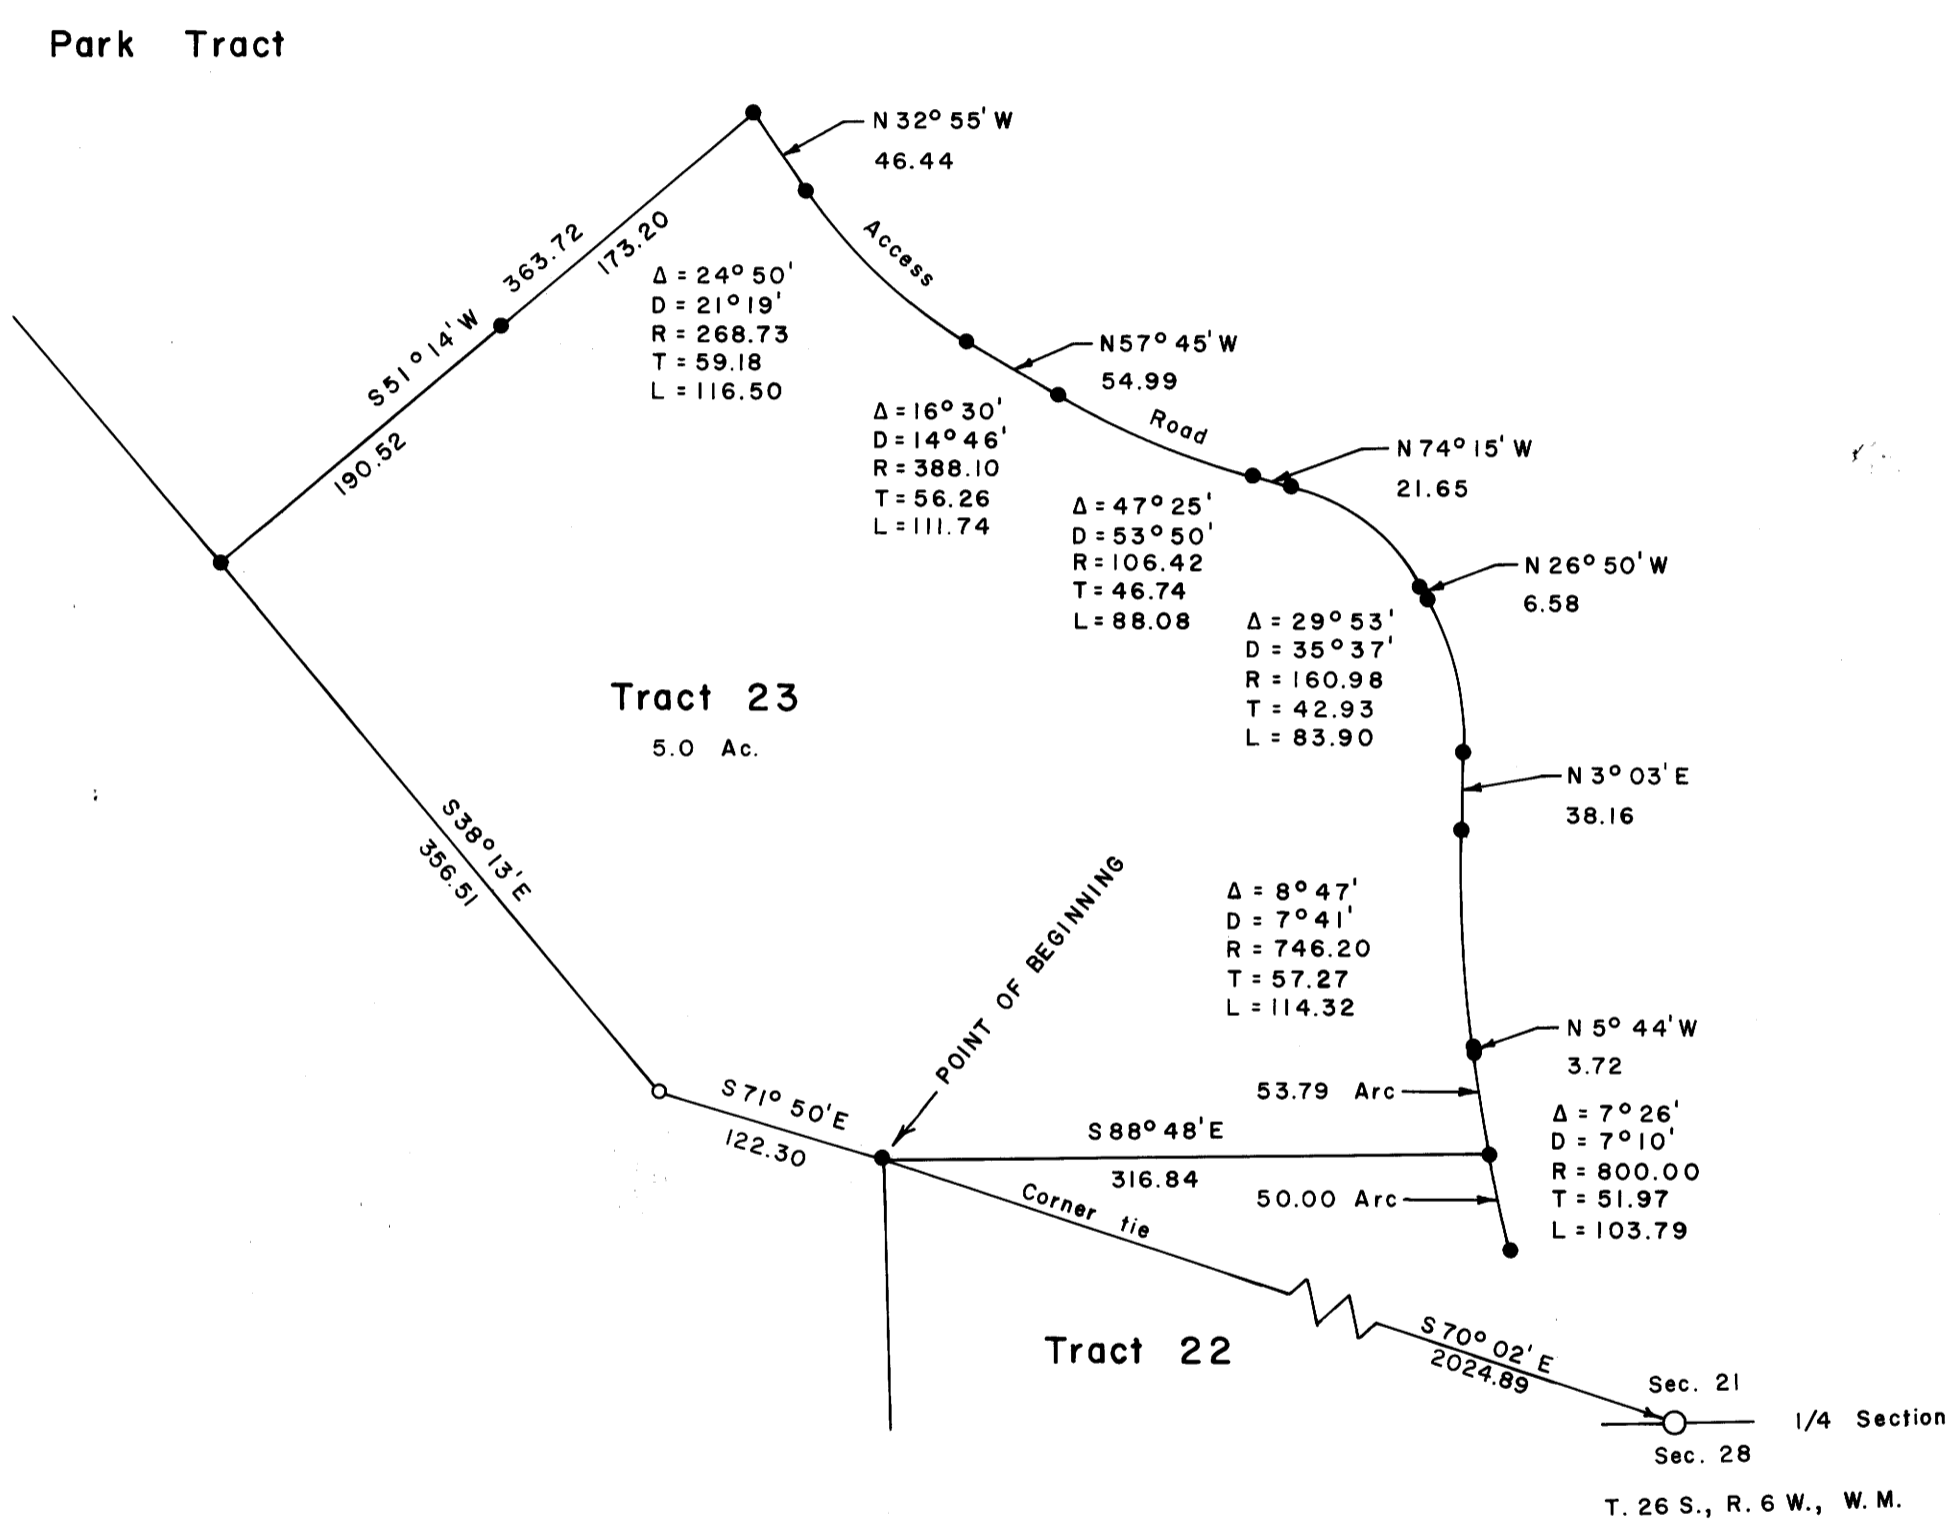 Park Tract
N 32° 55' W
46.44
363.72
173.20
S 51° 14' W
190.52
Access
Δ = 24° 50'
D = 21° 19'
R = 268.73
T = 59.18
L = 116.50
N 57° 45' W
54.99
Δ = 16° 30'
D = 14° 46'
R = 388.10
T = 56.26
L = 111.74
Road
N 74° 15' W
21.65
Δ = 47° 25'
D = 53° 50'
R = 106.42
T = 46.74
L = 88.08
N 26° 50' W
6.58
Δ = 29° 53'
D = 35° 37'
R = 160.98
T = 42.93
L = 83.90
Tract 23
5.0 Ac.
N 3° 03' E
38.16
S 38° 13' E
356.51
POINT OF BEGINNING
Δ = 8° 47'
D = 7° 41'
R = 746.20
T = 57.27
L = 114.32
N 5° 44' W
3.72
53.79 Arc
S 71° 50' E
122.30
S 88° 48' E
316.84
50.00 Arc
Δ = 7° 26'
D = 7° 10'
R = 800.00
T = 51.97
L = 103.79
Corner tie
Tract 22
S 70° 02' E
2024.89
Sec. 21
1/4 Section
Sec. 28
T. 26 S., R. 6 W., W. M.